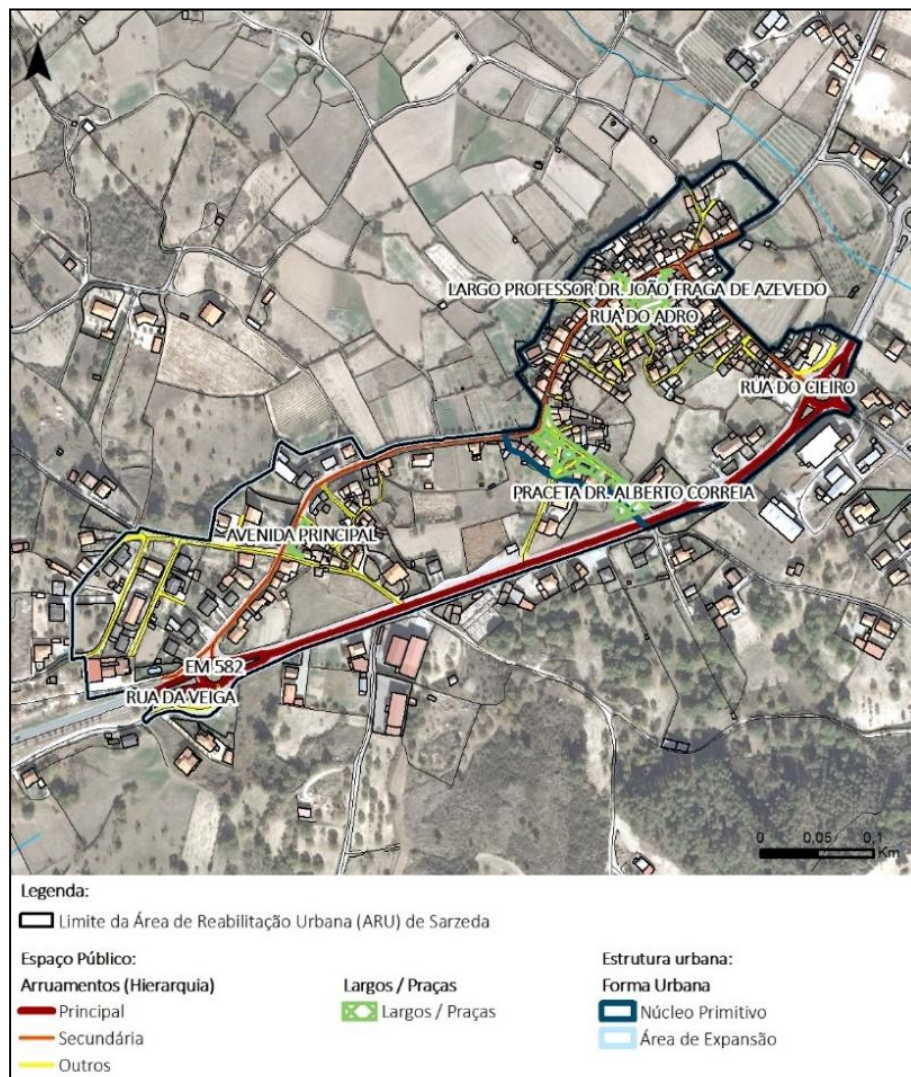 N
LARGO PROFESSOR DR. JOÃO FRAGA DE AZEVEDO
RUA DO ADRO
RUA DO CIEIRO
PRACETA DR. ALBERTO CORREIA
AVENIDA PRINCIPAL
EM 582
RUA DA VEIGA
0 0,05 0,1
Km
Legenda:
Limite da Área de Reabilitação Urbana (ARU) de Sarzeda
Espaço Público:
Arruamentos (Hierarquia)
Principal
Secundária
Outros
Largos / Praças
Largos / Praças
Estrutura urbana:
Forma Urbana
Núcleo Primitivo
Área de Expansão